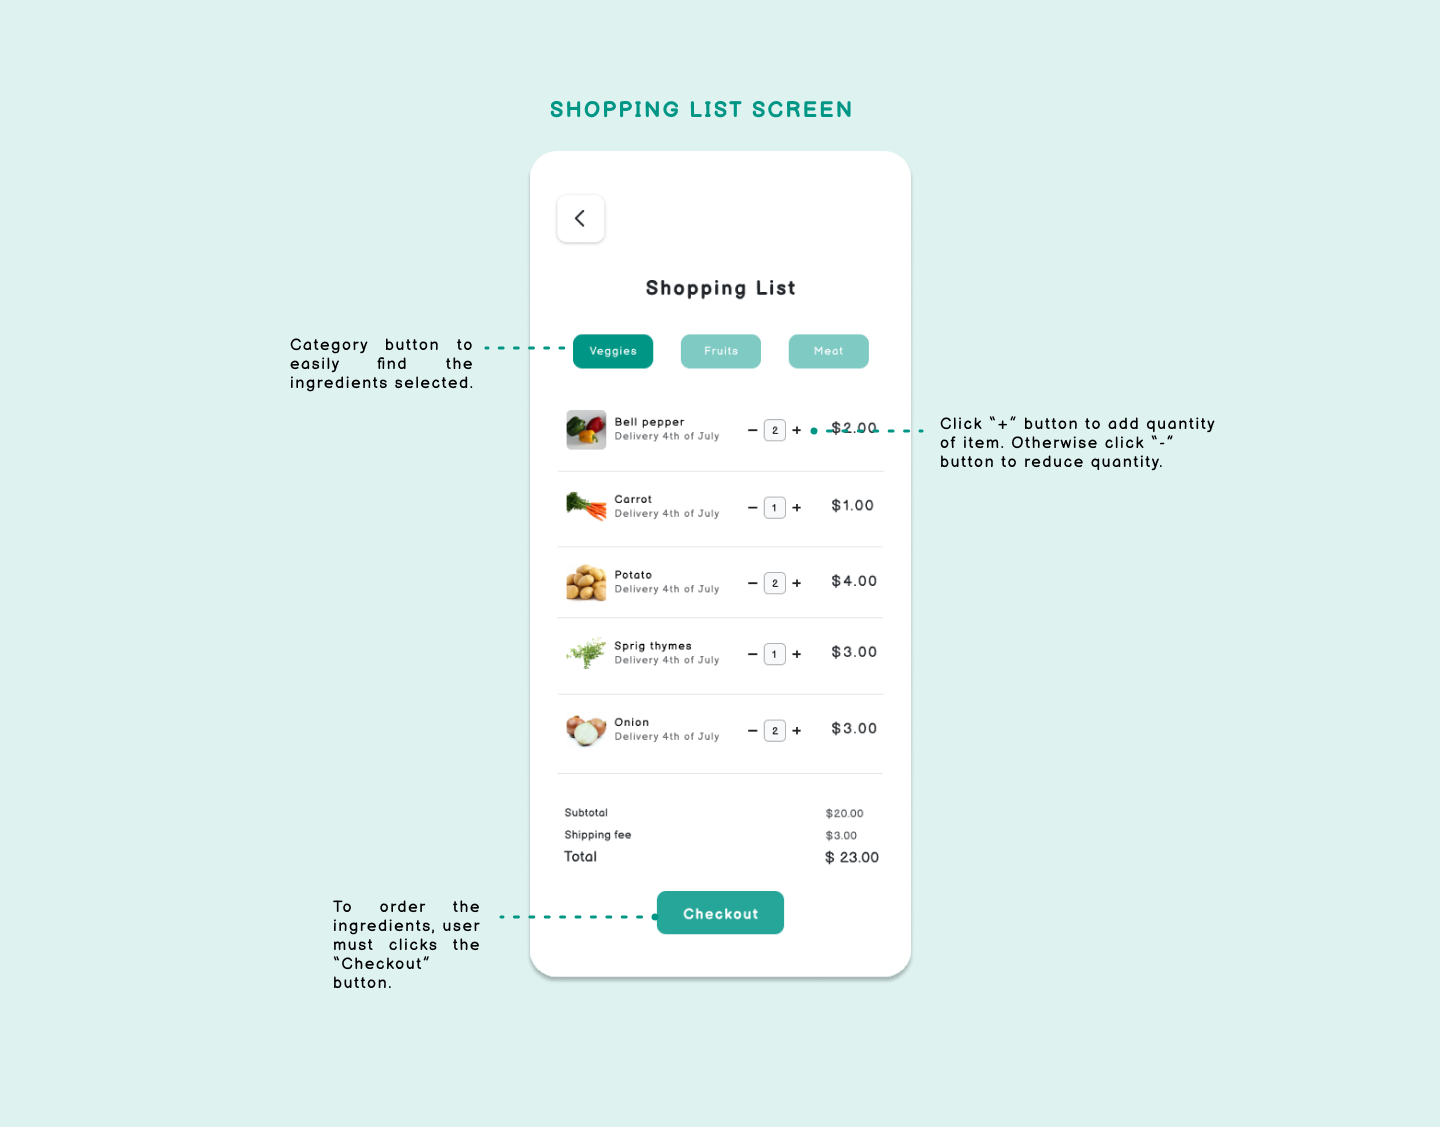 SHOPPING LIST SCREEN
Shopping List
Category button to
easily find the
ingredients selected.
Veggies Fruits Meat
Bell pepper
Delivery 4th of July
− 2 + $2.00
Click “+” button to add quantity
of item. Otherwise click “-”
button to reduce quantity.
Carrot
Delivery 4th of July
− 1 + $1.00
Potato
Delivery 4th of July
− 2 + $4.00
Sprig thymes
Delivery 4th of July
− 1 + $3.00
Onion
Delivery 4th of July
− 2 + $3.00
Subtotal $20.00
Shipping fee $3.00
Total $ 23.00
To order the
ingredients, user
must clicks the
“Checkout”
button.
Checkout